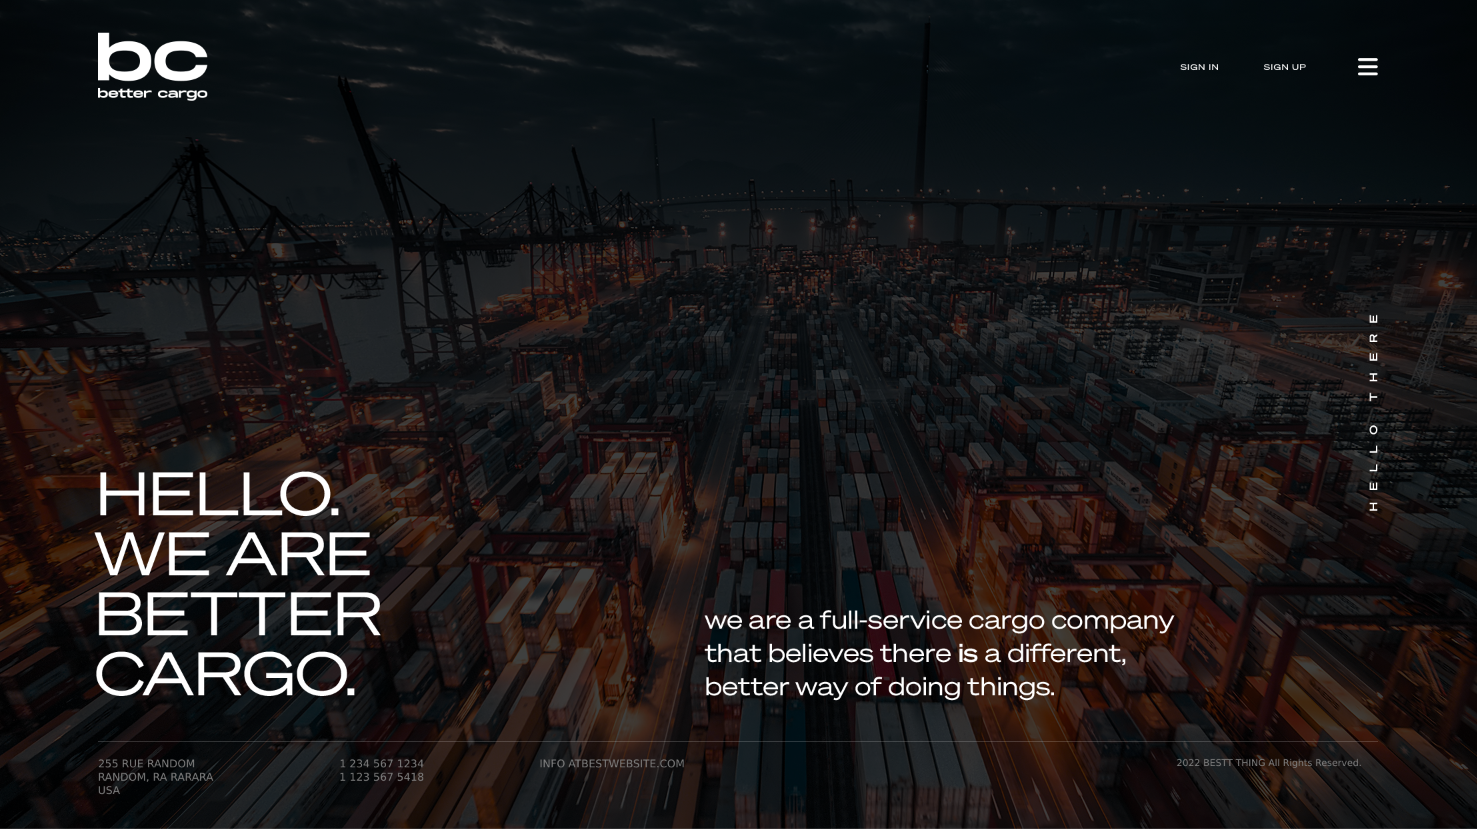 bc
better cargo
SIGN IN
SIGN UP
HELLO THERE
HELLO.
WE ARE
BETTER
CARGO.
we are a full-service cargo company
that believes there is a different,
better way of doing things.
255 RUE RANDOM
RANDOM, RA RARARA
USA
1 234 567 1234
1 123 567 5418
INFO ATBESTWEBSITE.COM
2022 BESTT THING All Rights Reserved.